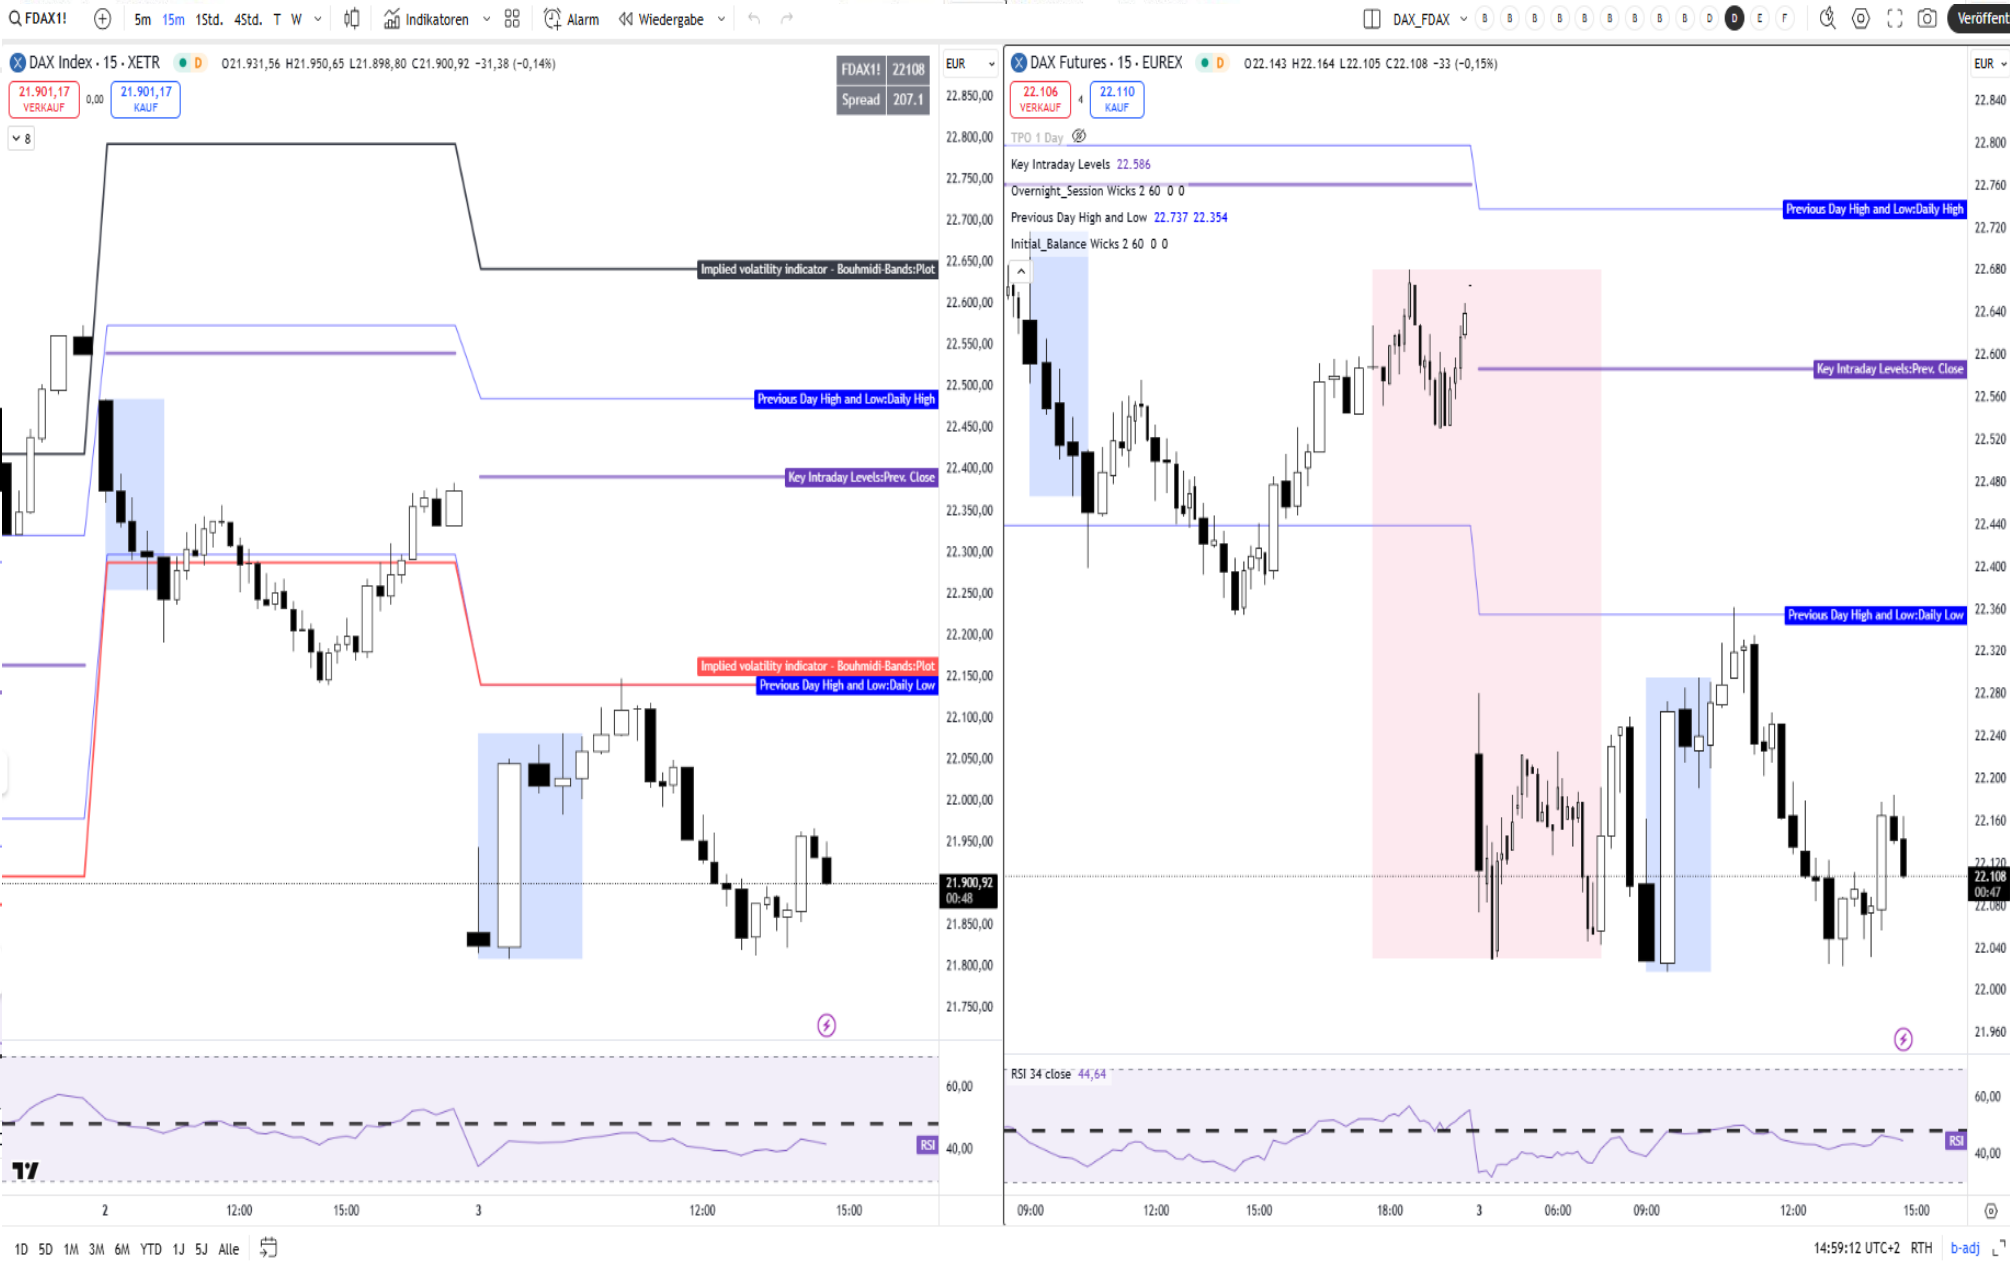 FDAX1! 5m 15m 1Std. 4Std. T W Indikatoren Alarm Wiedergabe DAX_FDAX B B B B B B B B B D D E F Veröffent
DAX Index · 15 · XETR D O21.931,56 H21.950,65 L21.898,80 C21.900,92 −31,38 (−0,14%)
21.901,17
VERKAUF
0,00
21.901,17
KAUF
8
FDAX1! 22108
Spread 207.1
EUR
22.850,00
22.800,00
22.750,00
22.700,00
22.650,00
22.600,00
22.550,00
22.500,00
22.450,00
22.400,00
22.350,00
22.300,00
22.250,00
22.200,00
22.150,00
22.100,00
22.050,00
22.000,00
21.950,00
21.900,92
00:48
21.850,00
21.800,00
21.750,00
60,00
40,00
Implied volatility indicator - Bouhmidi-Bands:Plot
Previous Day High and Low:Daily High
Key Intraday Levels:Prev. Close
Implied volatility indicator - Bouhmidi-Bands:Plot
Previous Day High and Low:Daily Low
RSI
2 12:00 15:00 3 12:00 15:00
DAX Futures · 15 · EUREX D O22.143 H22.164 L22.105 C22.108 −33 (−0,15%)
22.106
VERKAUF
4
22.110
KAUF
TPO 1 Day
Key Intraday Levels 22.586
Overnight_Session Wicks 2 60 0 0
Previous Day High and Low 22.737 22.354
Initial_Balance Wicks 2 60 0 0
Previous Day High and Low:Daily High
Key Intraday Levels:Prev. Close
Previous Day High and Low:Daily Low
EUR
22.840
22.800
22.760
22.720
22.680
22.640
22.600
22.560
22.520
22.480
22.440
22.400
22.360
22.320
22.280
22.240
22.200
22.160
22.120
22.108
00:47
22.080
22.040
22.000
21.960
RSI 34 close 44,64
60,00
RSI
40,00
09:00 12:00 15:00 18:00 3 06:00 09:00 12:00 15:00
1D 5D 1M 3M 6M YTD 1J 5J Alle 14:59:12 UTC+2 RTH b-adj